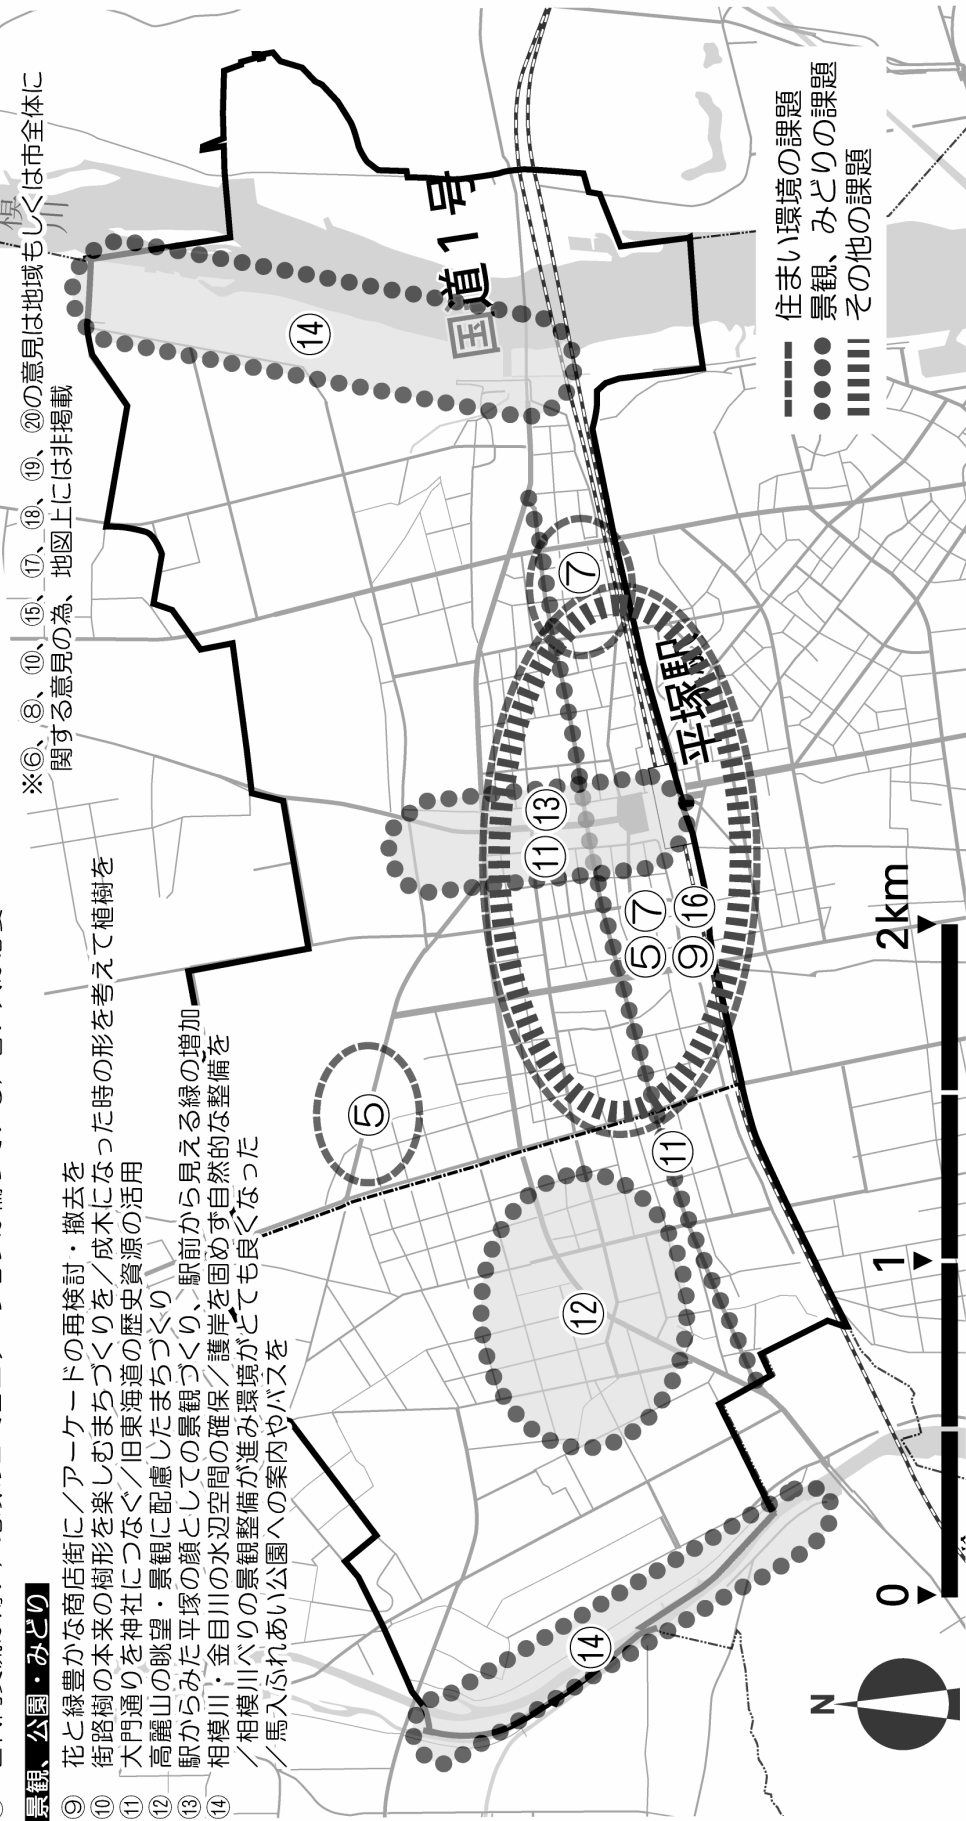 景観、公園・みどり
⑨ 花と緑豊かな商店街に／アーケードの再検討・撤去を
⑩ 街路樹の本来の樹形を楽しむまちづくりを／成木になった時の形を考えて植樹を
⑪ 大門通りを神社につなぐ／旧東海道の歴史資源の活用
⑫ 高麗山の眺望・景観に配慮したまちづくり
⑬ 駅からみた平塚の顔としての景観づくり、駅前から見える緑の増加
⑭ 相模川・金目川の水辺空間の確保／護岸を固めず自然的な整備を
／相模川べりの景観整備が進み環境がとても良くなった
／馬入ふれあい公園への案内やバスを
※⑥、⑧、⑩、⑮、⑰、⑱、⑲、⑳の意見は地域もしくは市全体に
関する意見の為、地図上には非掲載
⑭
国道1号
⑦
平塚駅
⑪⑬
⑤⑦
⑨⑯
⑤
⑪
⑫
⑭
住まい環境の課題
景観、みどりの課題
その他の課題
N
0
1
2km